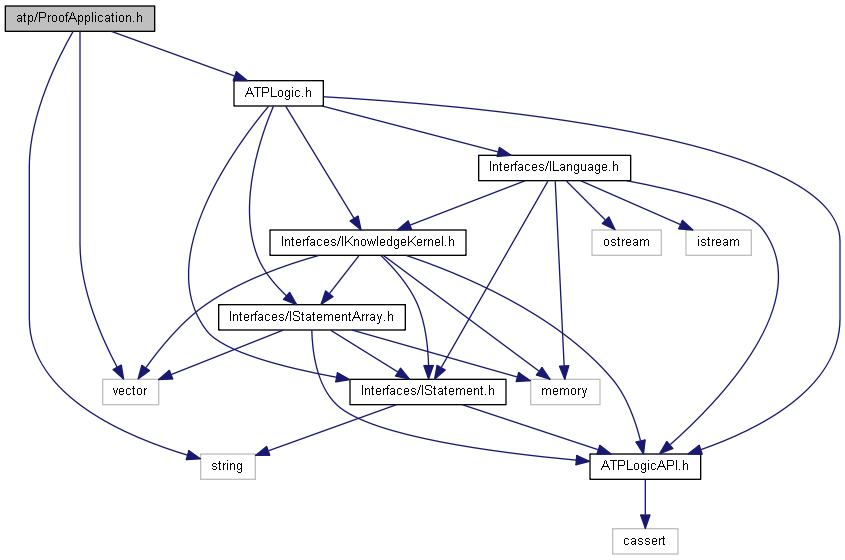 atp/ProofApplication.h
ATPLogic.h
Interfaces/ILanguage.h
Interfaces/IKnowledgeKernel.h
ostream
istream
Interfaces/IStatementArray.h
vector
Interfaces/IStatement.h
memory
string
ATPLogicAPI.h
cassert